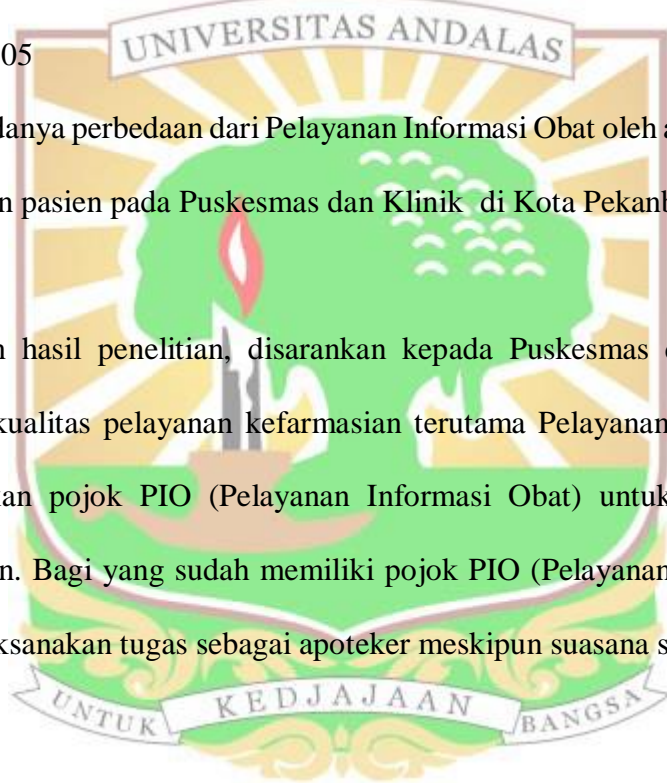 UNIVERSITAS ANDALAS
05
danya perbedaan dari Pelayanan Informasi Obat oleh a
n pasien pada Puskesmas dan Klinik di Kota Pekanb
n hasil penelitian, disarankan kepada Puskesmas
kualitas pelayanan kefarmasian terutama Pelayanan
kan pojok PIO (Pelayanan Informasi Obat) untuk
n. Bagi yang sudah memiliki pojok PIO (Pelayanan
ksanakan tugas sebagai apoteker meskipun suasana s
UNTUK KEDJAJAAN BANGSA